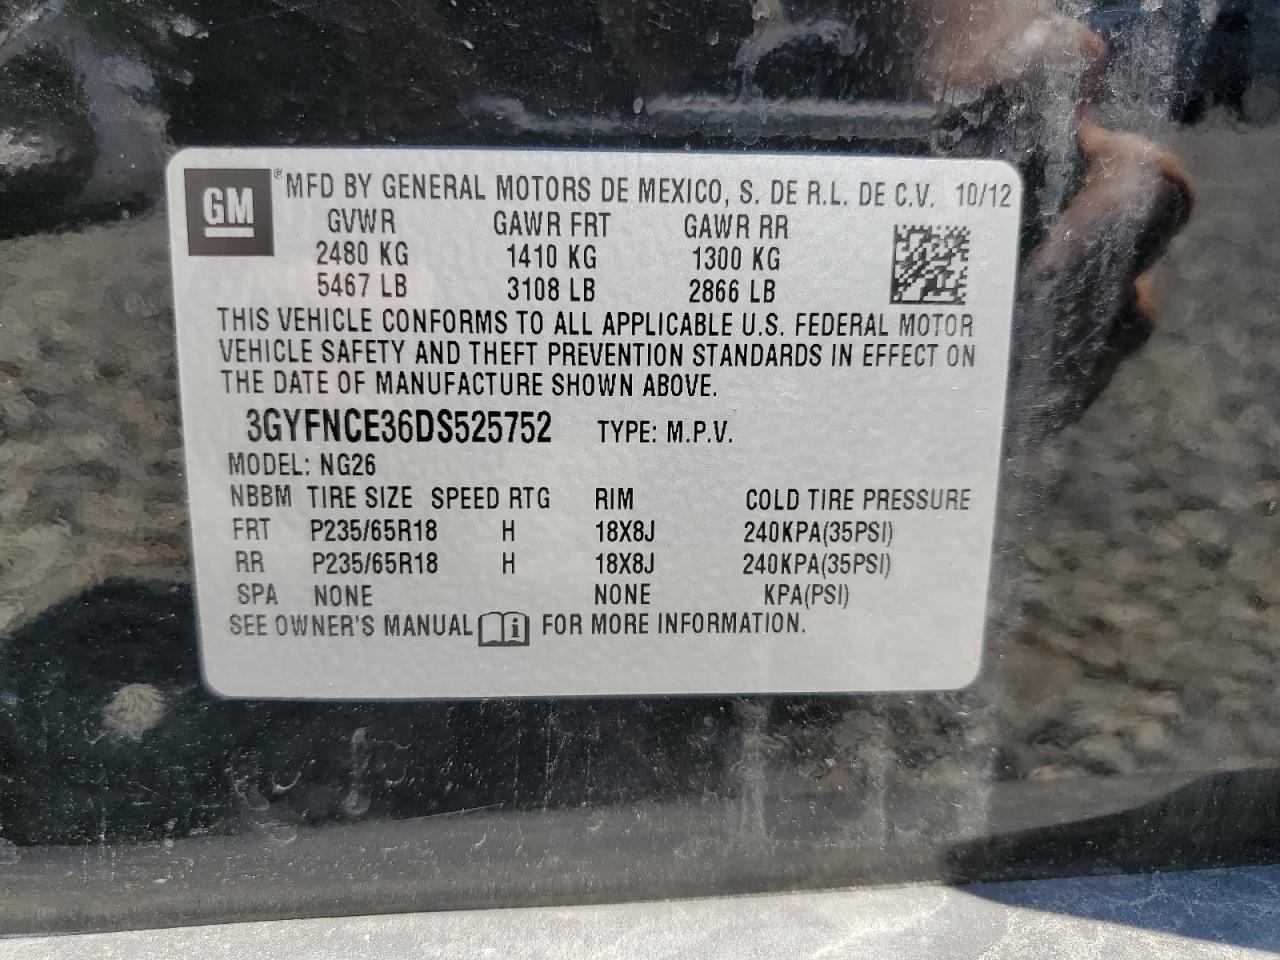 GM ® MFD BY GENERAL MOTORS DE MEXICO, S. DE R.L. DE C.V. 10/12
GVWR GAWR FRT GAWR RR
2480 KG 1410 KG 1300 KG
5467 LB 3108 LB 2866 LB
THIS VEHICLE CONFORMS TO ALL APPLICABLE U.S. FEDERAL MOTOR
VEHICLE SAFETY AND THEFT PREVENTION STANDARDS IN EFFECT ON
THE DATE OF MANUFACTURE SHOWN ABOVE.
3GYFNCE36DS525752 TYPE: M.P.V.
MODEL: NG26
NBBM TIRE SIZE SPEED RTG RIM COLD TIRE PRESSURE
FRT P235/65R18 H 18X8J 240KPA(35PSI)
RR P235/65R18 H 18X8J 240KPA(35PSI)
SPA NONE NONE KPA(PSI)
SEE OWNER'S MANUAL i FOR MORE INFORMATION.